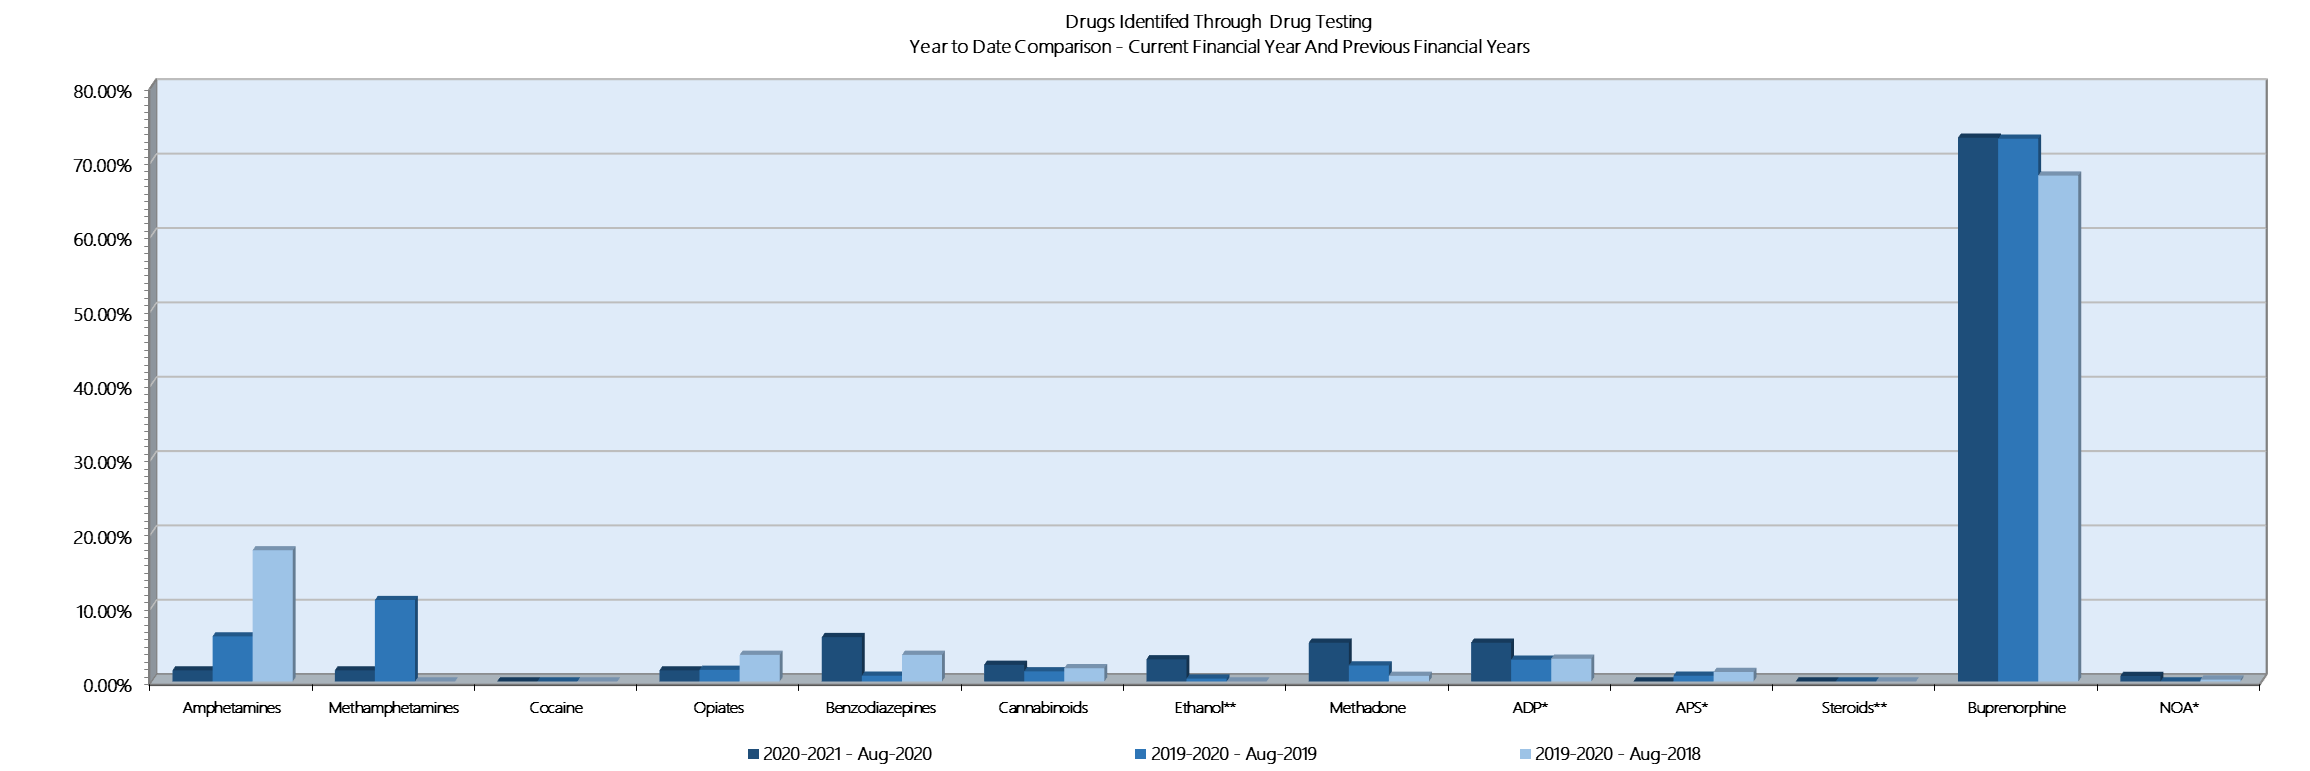 Drugs Identifed Through Drug Testing
Year to Date Comparison - Current Financial Year And Previous Financial Years
80.00%
70.00%
60.00%
50.00%
40.00%
30.00%
20.00%
10.00%
0.00%
Amphetamines Methamphetamines Cocaine Opiates Benzodiazepines Cannabinoids Ethanol** Methadone ADP* APS* Steroids** Buprenorphine NOA*
2020-2021 - Aug-2020 2019-2020 - Aug-2019 2019-2020 - Aug-2018